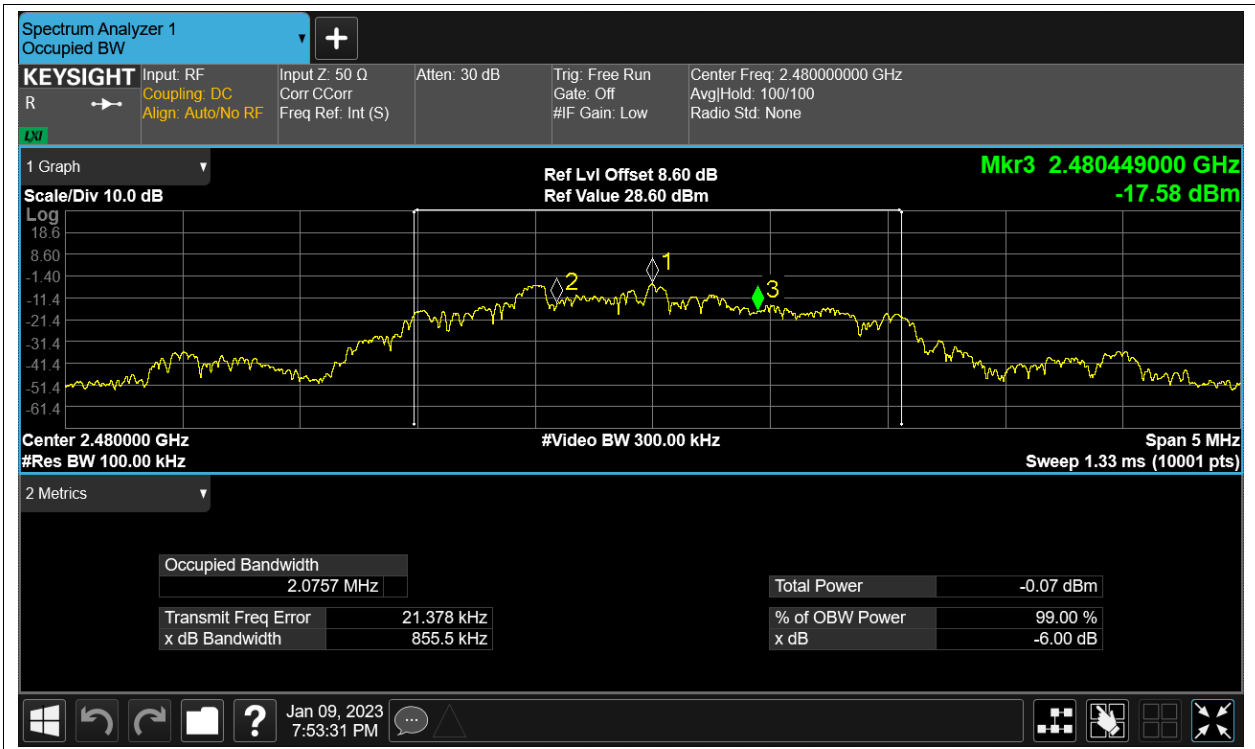 Spectrum Analyzer 1
Occupied BW
KEYSIGHT
R
LXI
Input: RF
Coupling: DC
Align: Auto/No RF
Input Z: 50 Ω
Corr CCorr
Freq Ref: Int (S)
Atten: 30 dB
Trig: Free Run
Gate: Off
#IF Gain: Low
Center Freq: 2.480000000 GHz
Avg|Hold: 100/100
Radio Std: None
1 Graph
Scale/Div 10.0 dB
Ref Lvl Offset 8.60 dB
Ref Value 28.60 dBm
Mkr3 2.480449000 GHz
-17.58 dBm
Log
18.6
8.60
-1.40
-11.4
-21.4
-31.4
-41.4
-51.4
-61.4
1
2
3
Center 2.480000 GHz
#Res BW 100.00 kHz
#Video BW 300.00 kHz
Span 5 MHz
Sweep 1.33 ms (10001 pts)
2 Metrics
Occupied Bandwidth
2.0757 MHz
Transmit Freq Error 21.378 kHz
x dB Bandwidth 855.5 kHz
Total Power -0.07 dBm
% of OBW Power 99.00 %
x dB -6.00 dB
?
Jan 09, 2023
7:53:31 PM